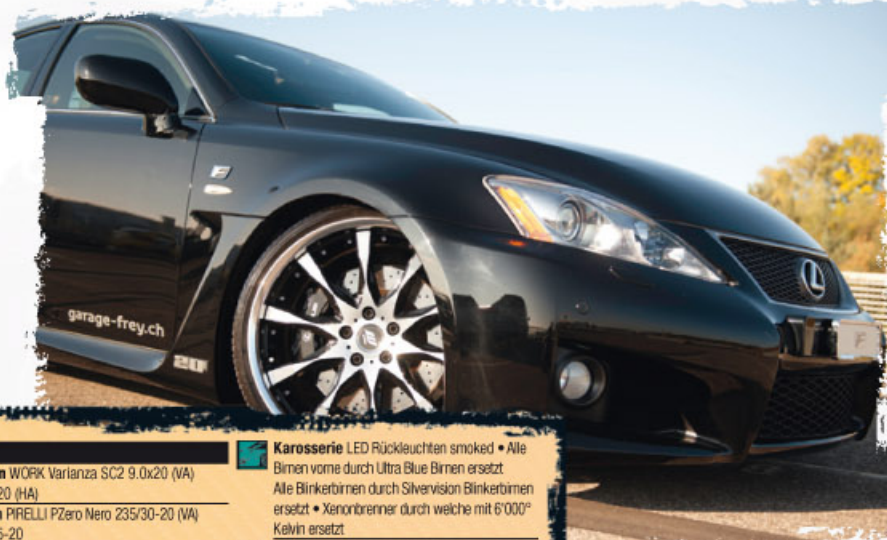 garage-frey.ch
20"
n WORK Varianza SC2 9.0x20 (VA)
20 (HA)
n PIRELLI PZero Nero 235/30-20 (VA)
5-20
Karosserie LED Rückleuchten smoked • Alle
Birnen vorne durch Ultra Blue Birnen ersetzt
Alle Blinkerbirnen durch Silvervision Blinkerbirnen
ersetzt • Xenonbrenner durch welche mit 6'000°
Kelvin ersetzt